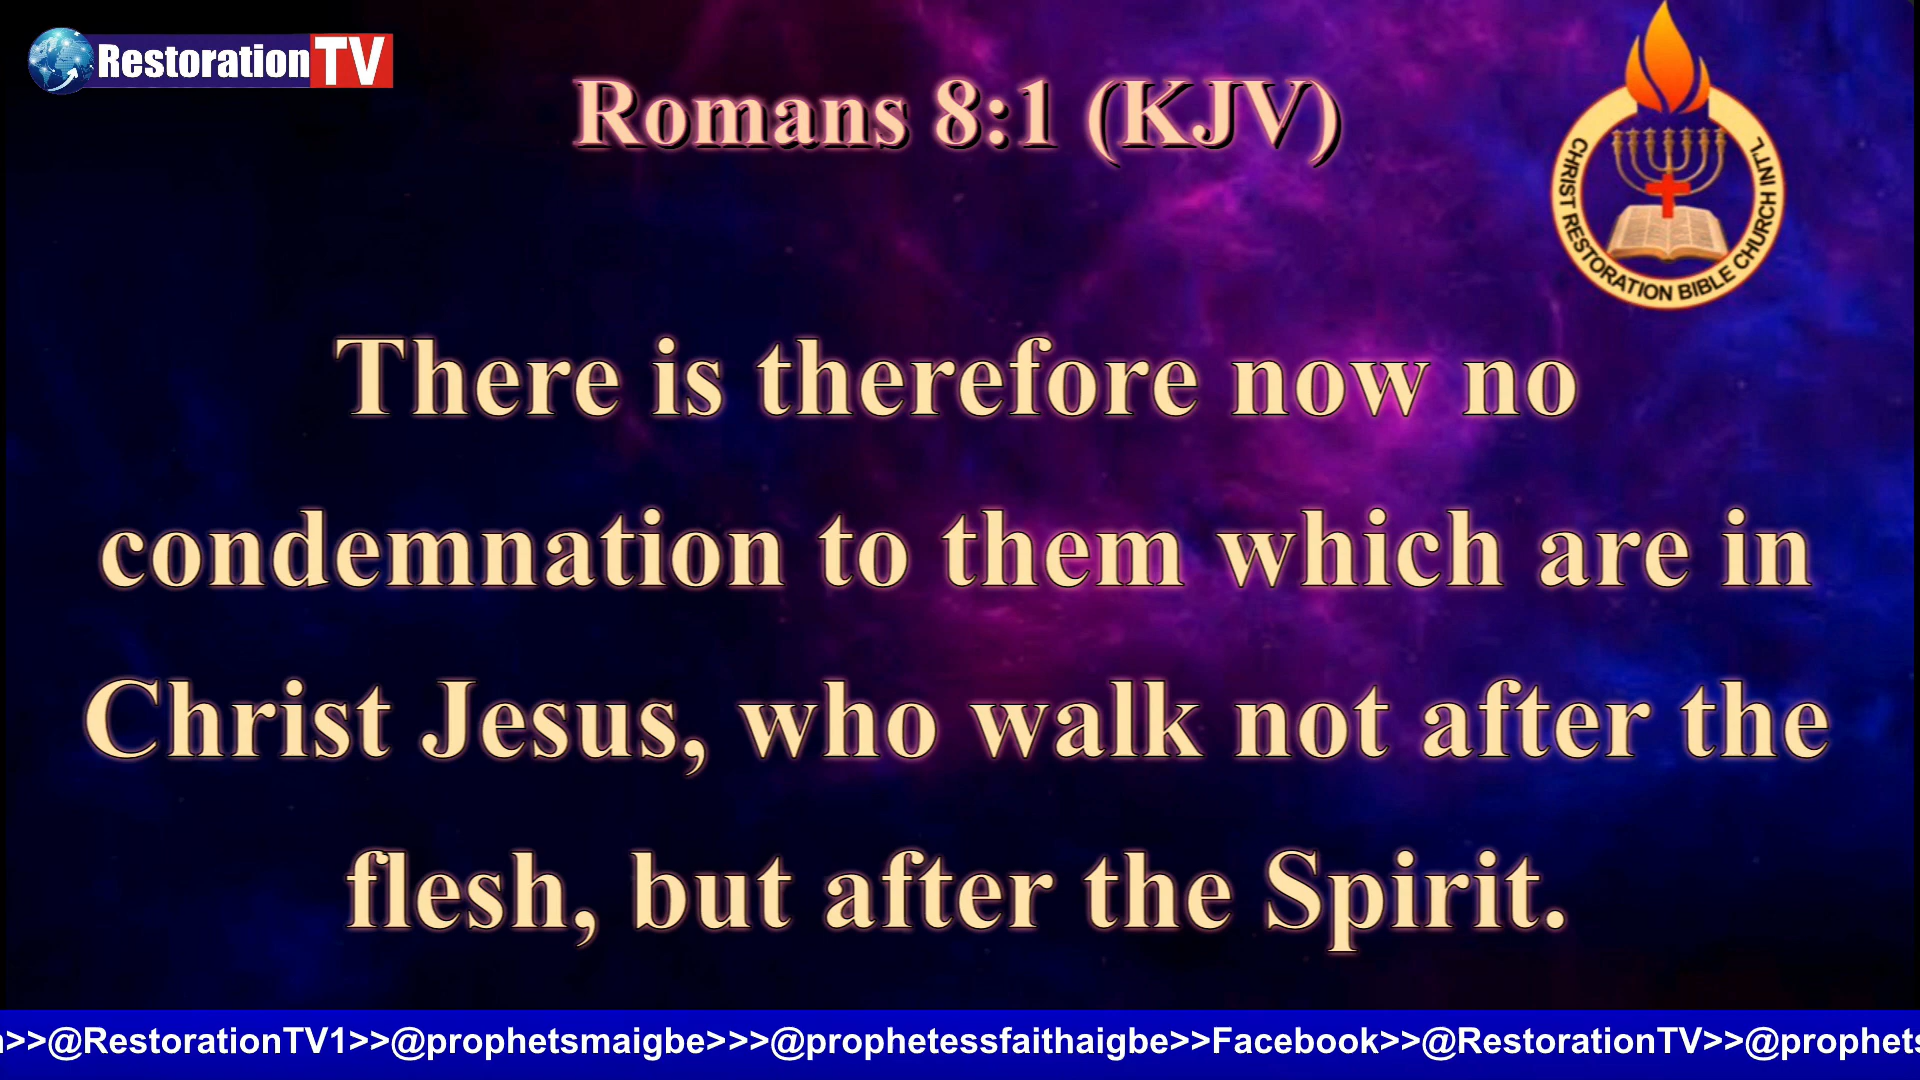 RestorationTV
Romans 8:1 (KJV)
CHRIST RESTORATION BIBLE CHURCH INT'L
There is therefore now no
condemnation to them which are in
Christ Jesus, who walk not after the
flesh, but after the Spirit.
>>@RestorationTV1>>@prophetsmaigbe>>>@prophetessfaithaigbe>>Facebook>>@RestorationTV>>@prophets